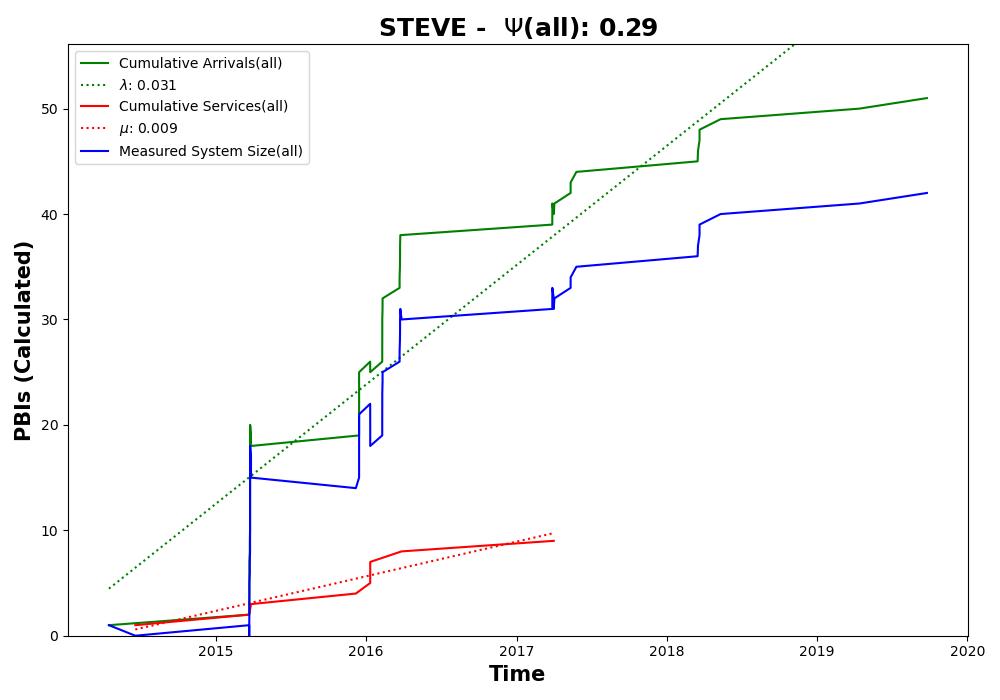 STEVE - Ψ(all): 0.29
Cumulative Arrivals(all)
λ: 0.031
Cumulative Services(all)
μ: 0.009
Measured System Size(all)
PBIs (Calculated)
50
40
30
20
10
0
2015 2016 2017 2018 2019 2020
Time